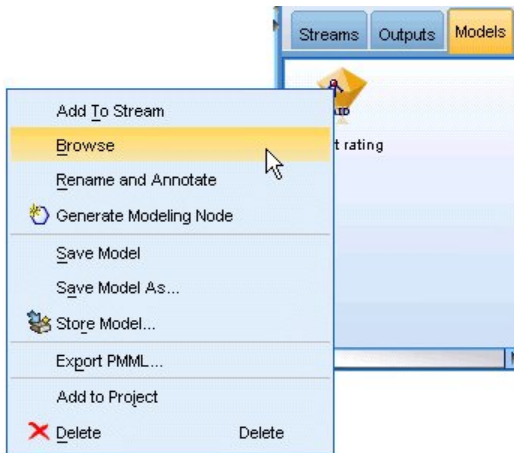 Streams Outputs Models
Add To Stream
Browse
t rating
Rename and Annotate
Generate Modeling Node
Save Model
Save Model As...
Store Model...
Export PMML...
Add to Project
Delete Delete